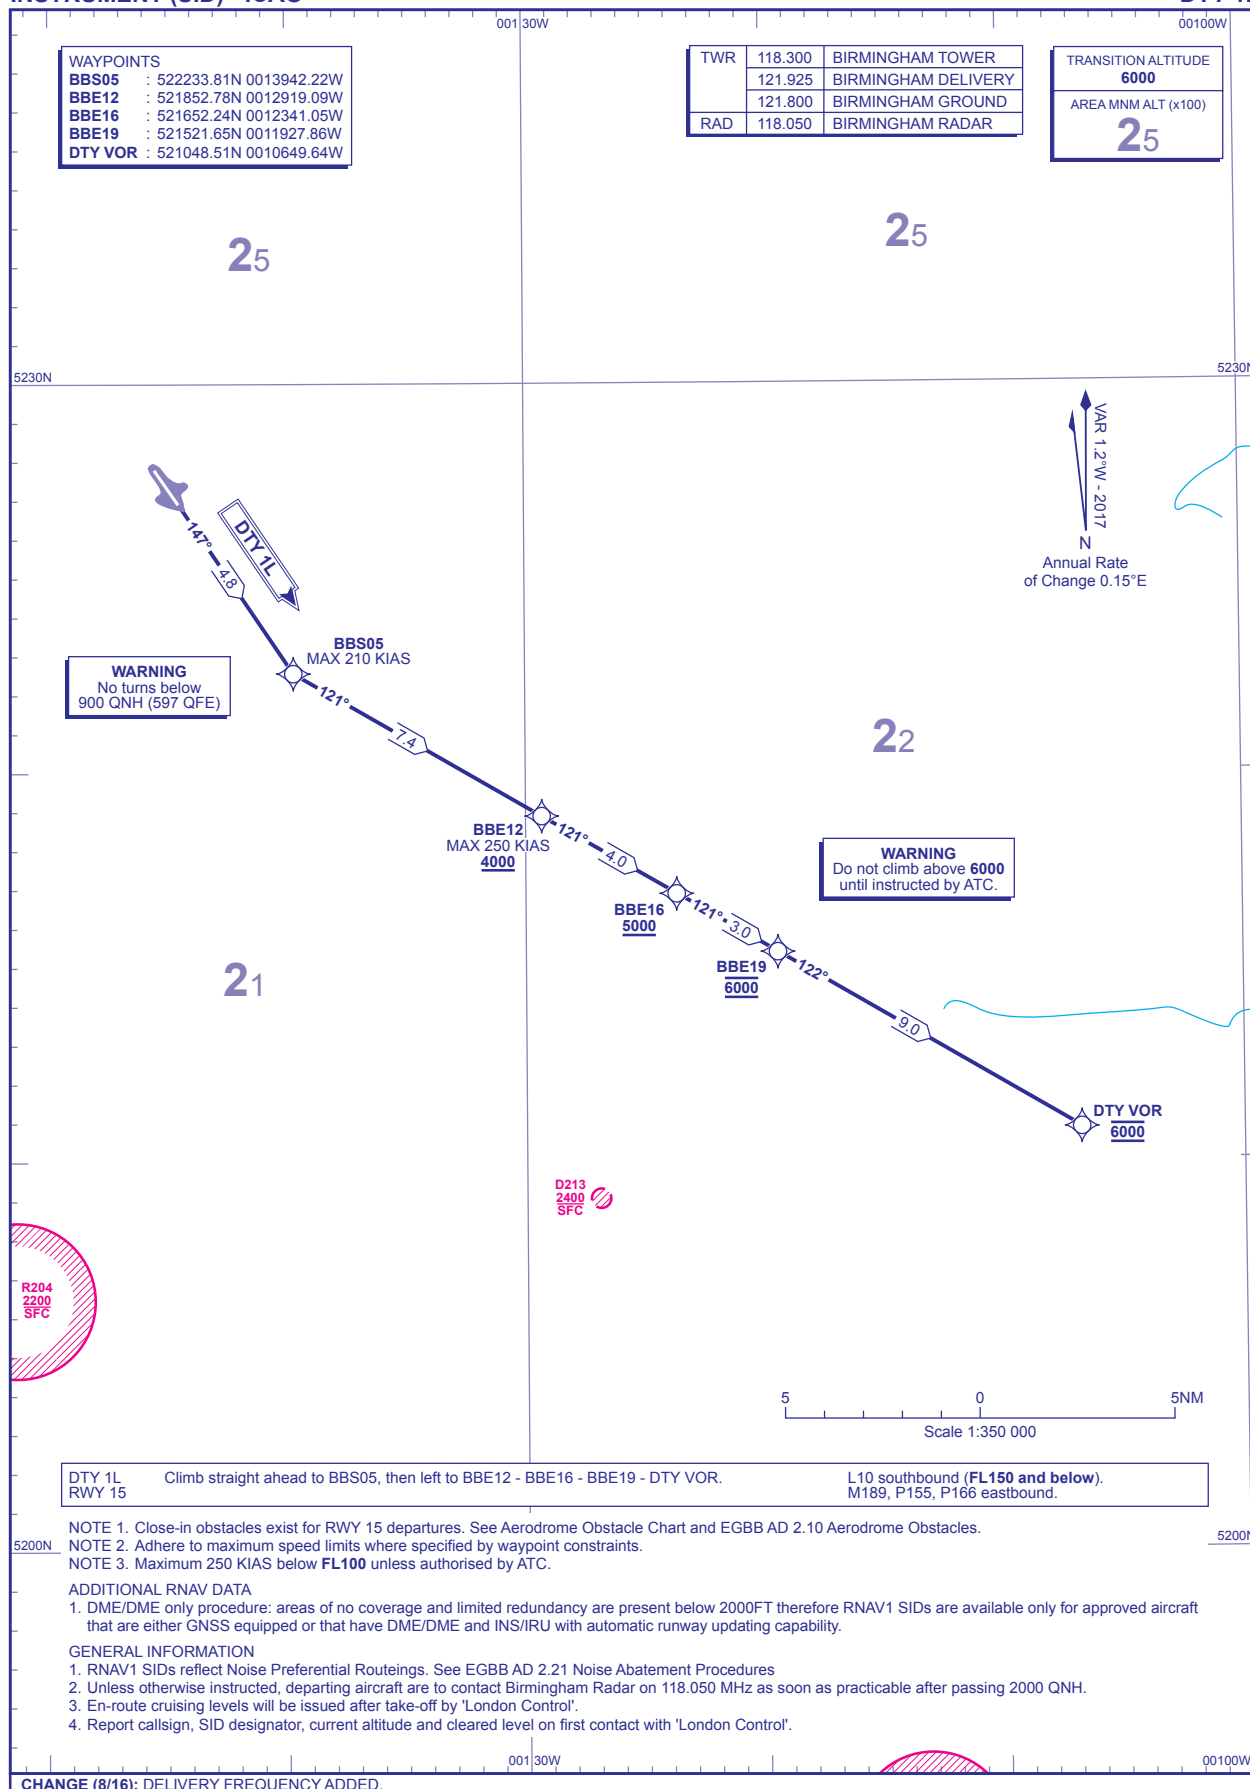 00130W
00100W
WAYPOINTS
BBS05 : 522233.81N 0013942.22W
BBE12 : 521852.78N 0012919.09W
BBE16 : 521652.24N 0012341.05W
BBE19 : 521521.65N 0011927.86W
DTY VOR : 521048.51N 0010649.64W
TWR 118.300 BIRMINGHAM TOWER
121.925 BIRMINGHAM DELIVERY
121.800 BIRMINGHAM GROUND
RAD 118.050 BIRMINGHAM RADAR
TRANSITION ALTITUDE
6000
AREA MNM ALT (x100)
25
25
25
5230N
5230N
VAR 1.2°W - 2017
N
Annual Rate
of Change 0.15°E
147°
4.8
DTY 1L
BBS05
MAX 210 KIAS
WARNING
No turns below
900 QNH (597 QFE)
121°
7.4
22
BBE12
MAX 250 KIAS
4000
121°
4.0
WARNING
Do not climb above 6000
until instructed by ATC.
BBE16
5000
121°
3.0
BBE19
6000
122°
21
9.0
DTY VOR
6000
D213
2400
SFC
R204
2200
SFC
5 0 5NM
Scale 1:350 000
DTY 1L Climb straight ahead to BBS05, then left to BBE12 - BBE16 - BBE19 - DTY VOR. L10 southbound (FL150 and below).
RWY 15 M189, P155, P166 eastbound.
NOTE 1. Close-in obstacles exist for RWY 15 departures. See Aerodrome Obstacle Chart and EGBB AD 2.10 Aerodrome Obstacles.
5200N
5200N
NOTE 2. Adhere to maximum speed limits where specified by waypoint constraints.
NOTE 3. Maximum 250 KIAS below FL100 unless authorised by ATC.
ADDITIONAL RNAV DATA
1. DME/DME only procedure: areas of no coverage and limited redundancy are present below 2000FT therefore RNAV1 SIDs are available only for approved aircraft
that are either GNSS equipped or that have DME/DME and INS/IRU with automatic runway updating capability.
GENERAL INFORMATION
1. RNAV1 SIDs reflect Noise Preferential Routeings. See EGBB AD 2.21 Noise Abatement Procedures
2. Unless otherwise instructed, departing aircraft are to contact Birmingham Radar on 118.050 MHz as soon as practicable after passing 2000 QNH.
3. En-route cruising levels will be issued after take-off by 'London Control'.
4. Report callsign, SID designator, current altitude and cleared level on first contact with 'London Control'.
00130W
00100W
CHANGE (8/16): DELIVERY FREQUENCY ADDED.